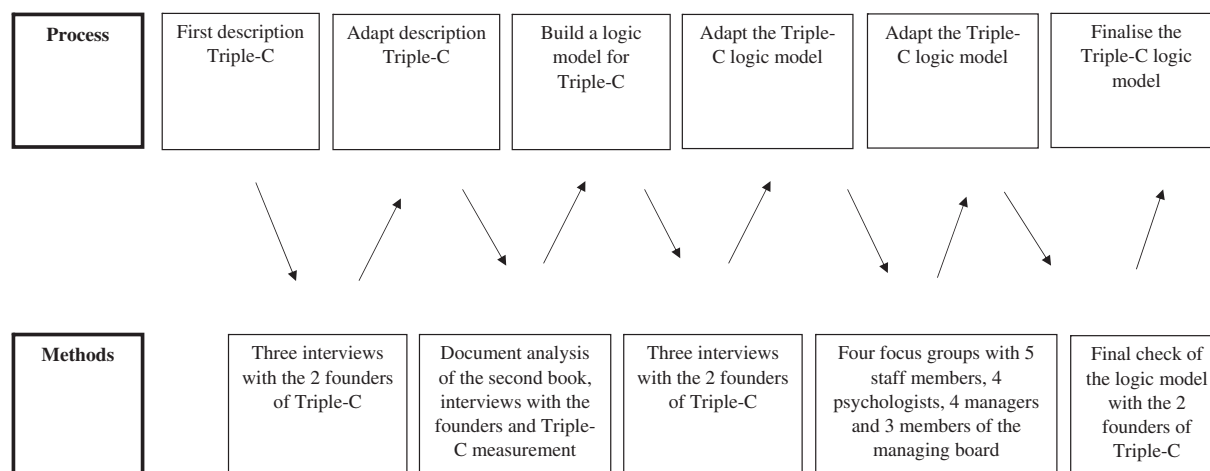 Process
First description
Triple-C
Adapt description
Triple-C
Build a logic
model for
Triple-C
Adapt the Triple-
C logic model
Adapt the Triple-
C logic model
Finalise the
Triple-C logic
model
Methods
Three interviews
with the 2 founders
of Triple-C
Document analysis
of the second book,
interviews with the
founders and Triple-
C measurement
Three interviews
with the 2 founders
of Triple-C
Four focus groups with 5
staff members, 4
psychologists, 4 managers
and 3 members of the
managing board
Final check of
the logic model
with the 2
founders of
Triple-C